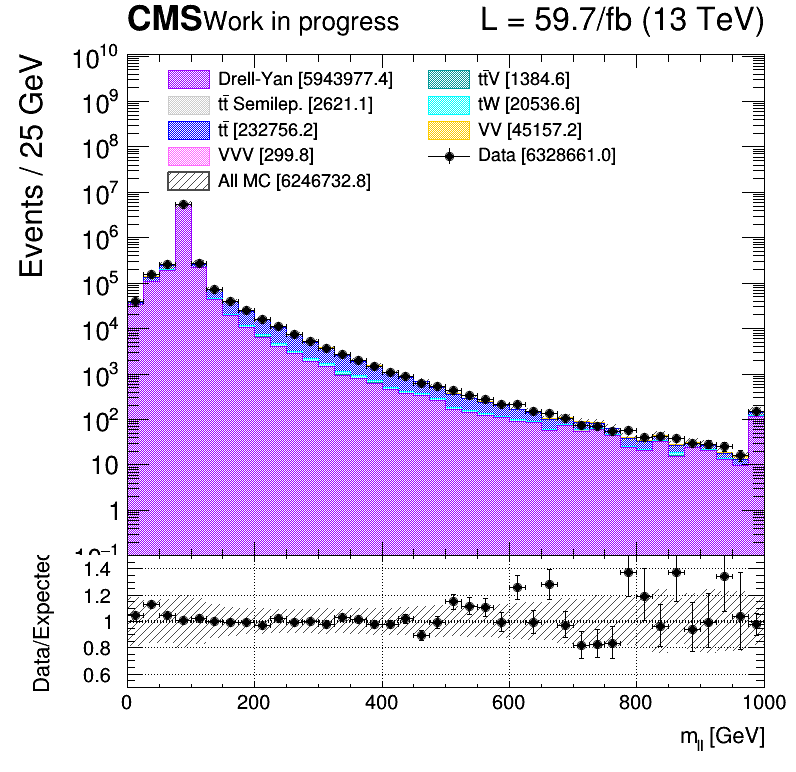 CMS Work in progress L = 59.7/fb (13 TeV)
Events / 25 GeV
10^10
10^9
10^8
10^7
10^6
10^5
10^4
10^3
10^2
10
1
10^-1
Drell-Yan [5943977.4]
tt̄ Semilep. [2621.1]
tt̄ [232756.2]
VVV [299.8]
All MC [6246732.8]
tt̄V [1384.6]
tW [20536.6]
VV [45157.2]
Data [6328661.0]
Data/Expected
1.4
1.2
1
0.8
0.6
0 200 400 600 800 1000
m_ll [GeV]